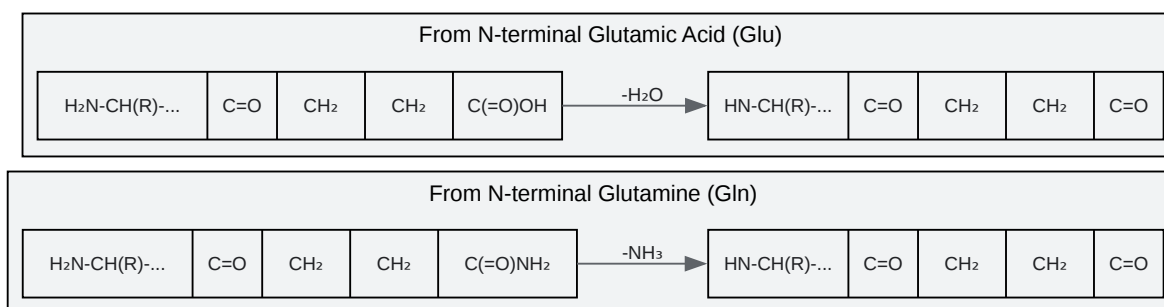 From N-terminal Glutamic Acid (Glu)
H₂N-CH(R)-... C=O CH₂ CH₂ C(=O)OH -H₂O HN-CH(R)-... C=O CH₂ CH₂ C=O
From N-terminal Glutamine (Gln)
H₂N-CH(R)-... C=O CH₂ CH₂ C(=O)NH₂ -NH₃ HN-CH(R)-... C=O CH₂ CH₂ C=O